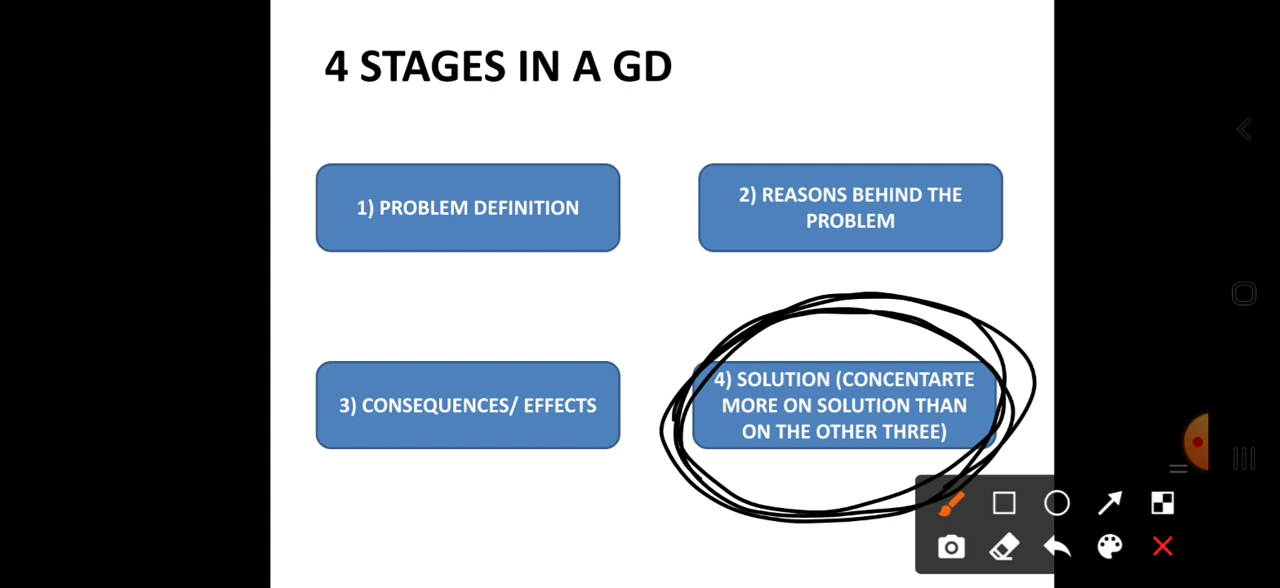 4 STAGES IN A GD
1) PROBLEM DEFINITION
2) REASONS BEHIND THE
PROBLEM
3) CONSEQUENCES/ EFFECTS
4) SOLUTION (CONCENTARTE
MORE ON SOLUTION THAN
ON THE OTHER THREE)